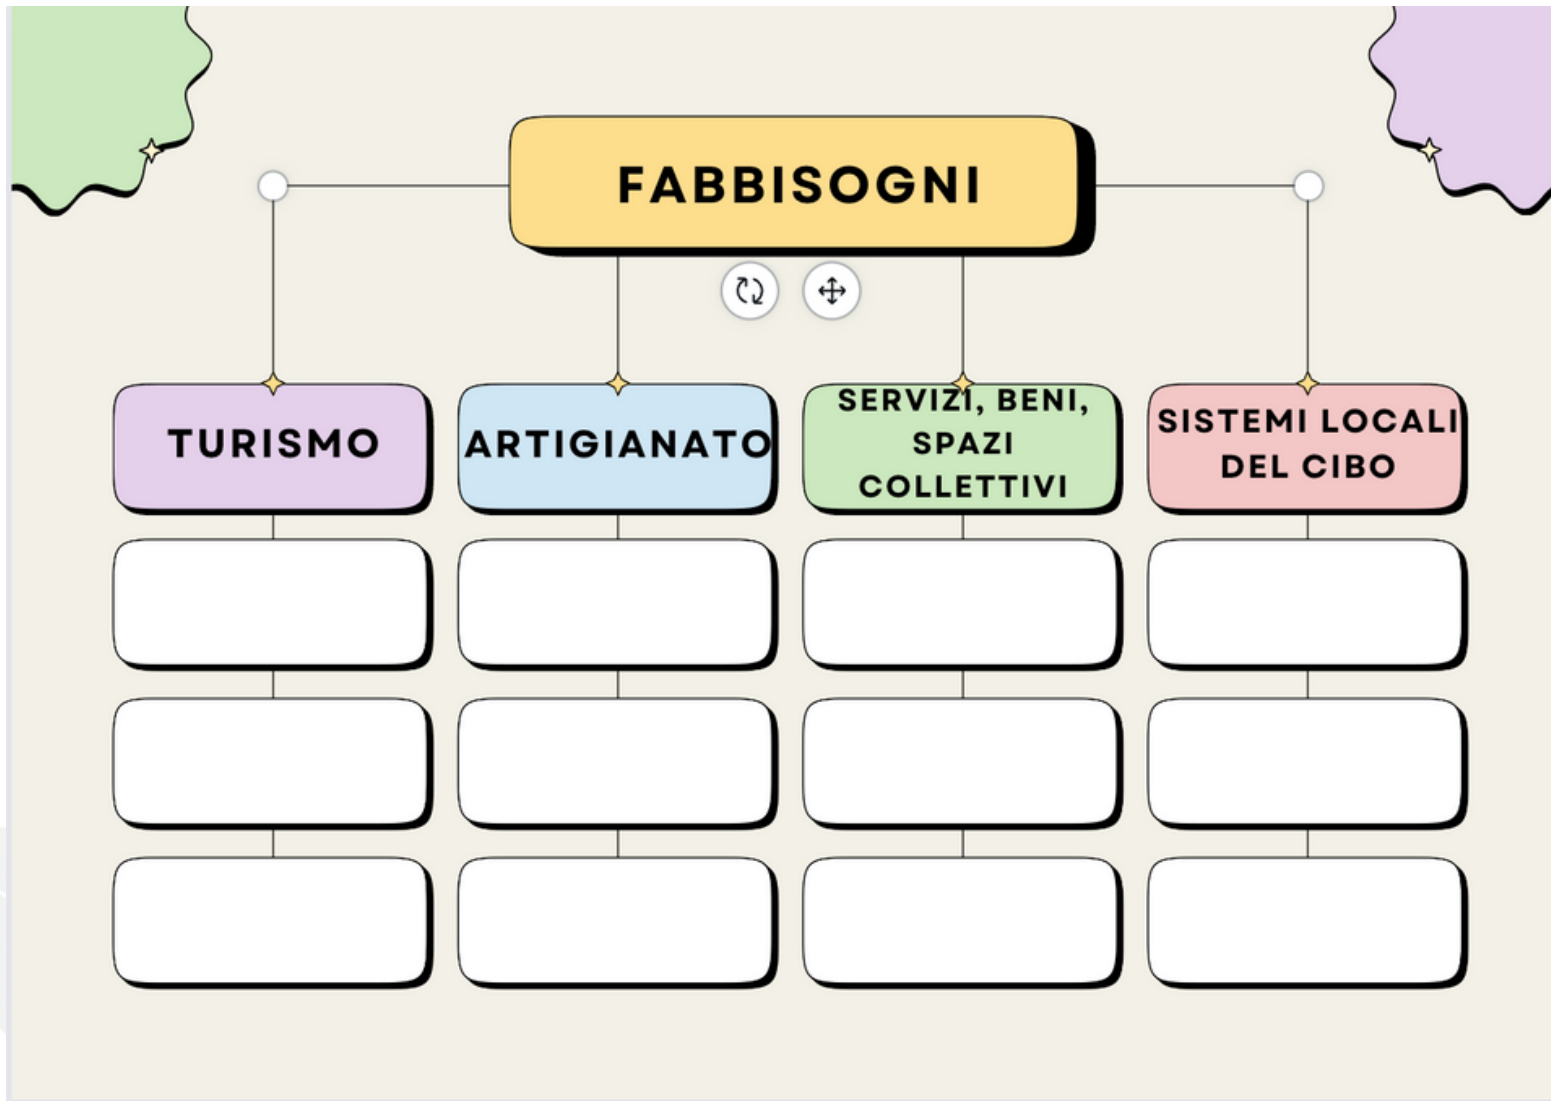 FABBISOGNI
TURISMO
ARTIGIANATO
SERVIZI, BENI,
SPAZI
COLLETTIVI
SISTEMI LOCALI
DEL CIBO